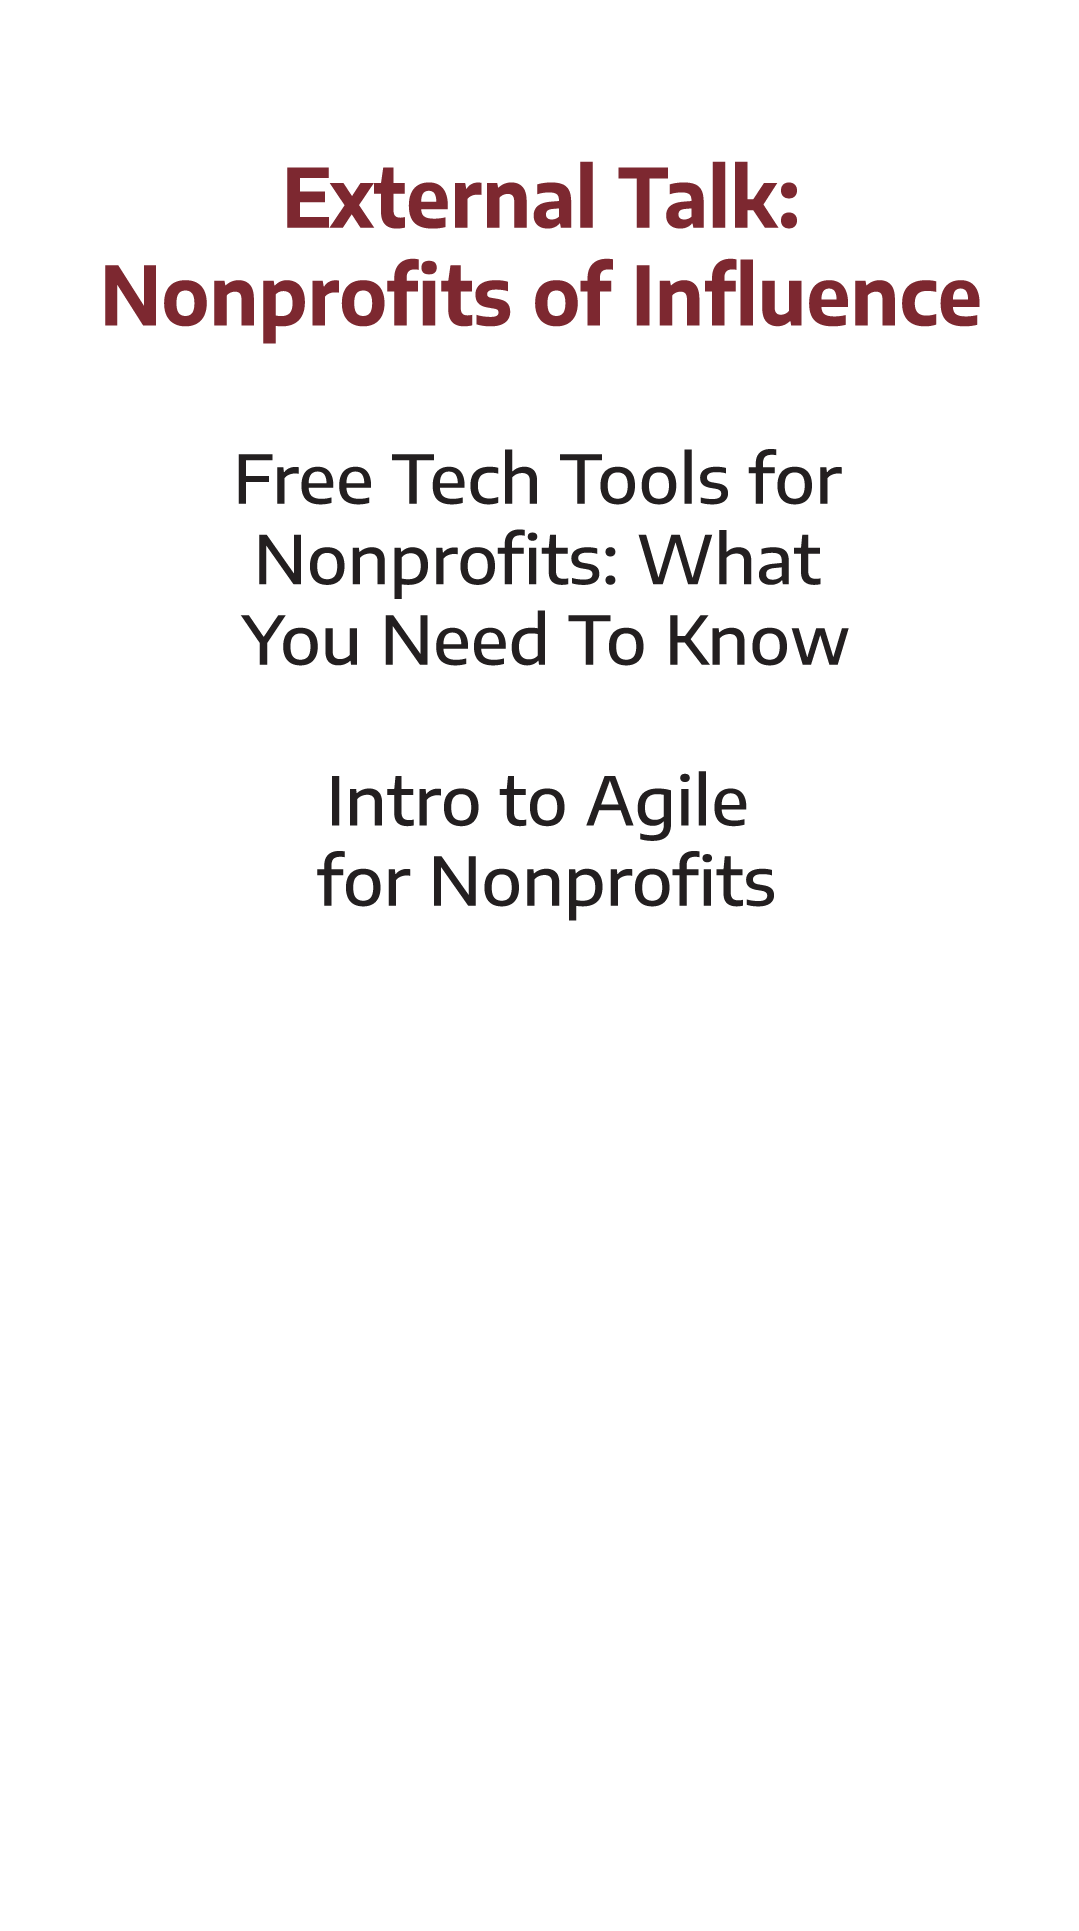 External Talk:
Nonprofits of Influence
Free Tech Tools for
Nonprofits: What
You Need To Know
Intro to Agile
for Nonprofits